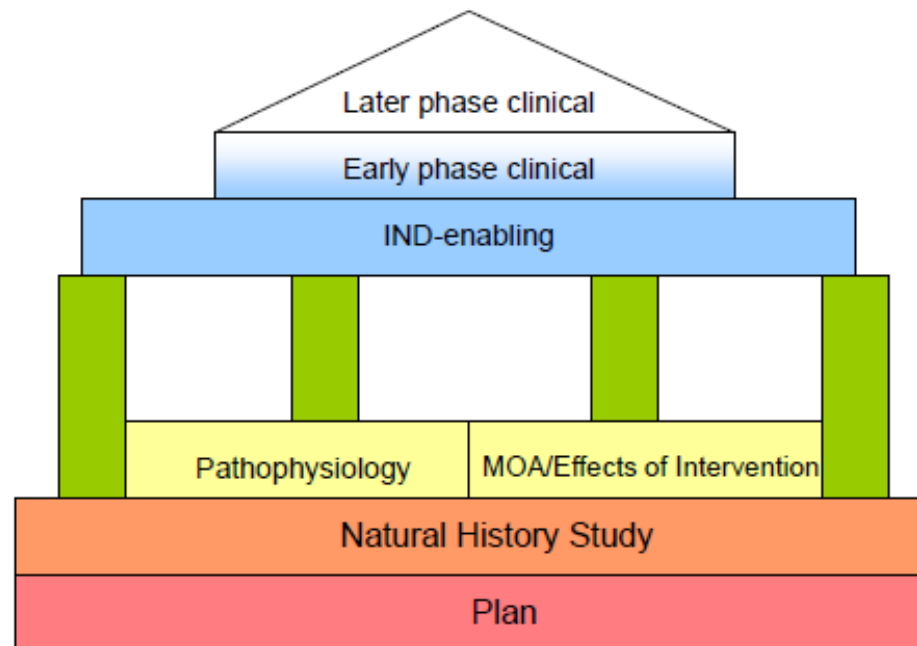 Later phase clinical
Early phase clinical
IND-enabling
Pathophysiology
MOA/Effects of Intervention
Natural History Study
Plan